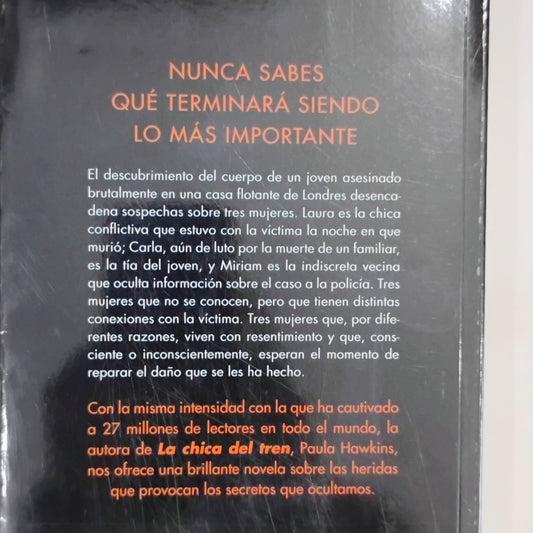 NUNCA SABES
QUÉ TERMINARÁ SIENDO
LO MÁS IMPORTANTE
El descubrimiento del cuerpo de un joven asesinado
brutalmente en una casa flotante de Londres desenca-
dena sospechas sobre tres mujeres. Laura es la chica
conflictiva que estuvo con la víctima la noche en que
murió; Carla, aún de luto por la muerte de un familiar,
es la tía del joven, y Miriam es la indiscreta vecina
que oculta información sobre el caso a la policía. Tres
mujeres que no se conocen, pero que tienen distintas
conexiones con la víctima. Tres mujeres que, por dife-
rentes razones, viven con resentimiento y que, cons-
ciente o inconscientemente, esperan el momento de
reparar el daño que se les ha hecho.
Con la misma intensidad con la que ha cautivado
a 27 millones de lectores en todo el mundo, la
autora de La chica del tren, Paula Hawkins,
nos ofrece una brillante novela sobre las heridas
que provocan los secretos que ocultamos.